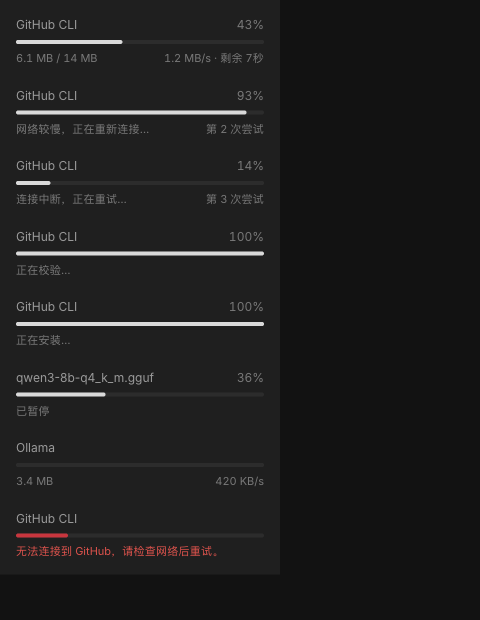 GitHub CLI 43%
6.1 MB / 14 MB 1.2 MB/s · 剩余 7秒
GitHub CLI 93%
网络较慢，正在重新连接... 第 2 次尝试
GitHub CLI 14%
连接中断，正在重试... 第 3 次尝试
GitHub CLI 100%
正在校验...
GitHub CLI 100%
正在安装...
qwen3-8b-q4_k_m.gguf 36%
已暂停
Ollama
3.4 MB 420 KB/s
GitHub CLI
无法连接到 GitHub，请检查网络后重试。